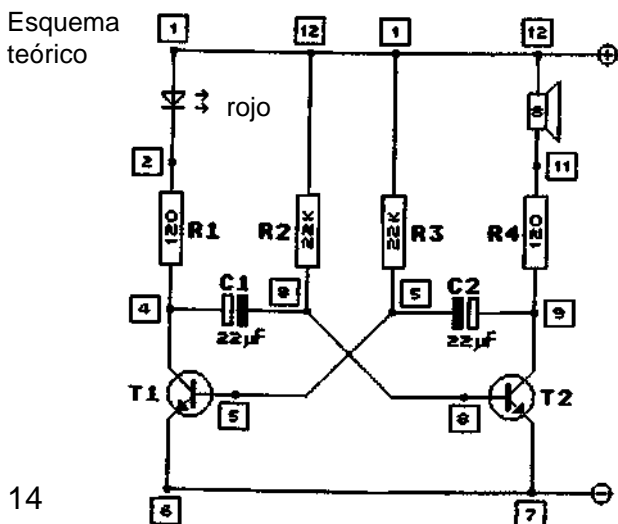 Esquema
teórico
1 12 1 12
+
rojo
8
2 11
120 R1 R2 22K 22K R3 R4 120
C1 8 5 C2
4 9
22µF 22µF
T1 T2
5 8
14
6 7
−